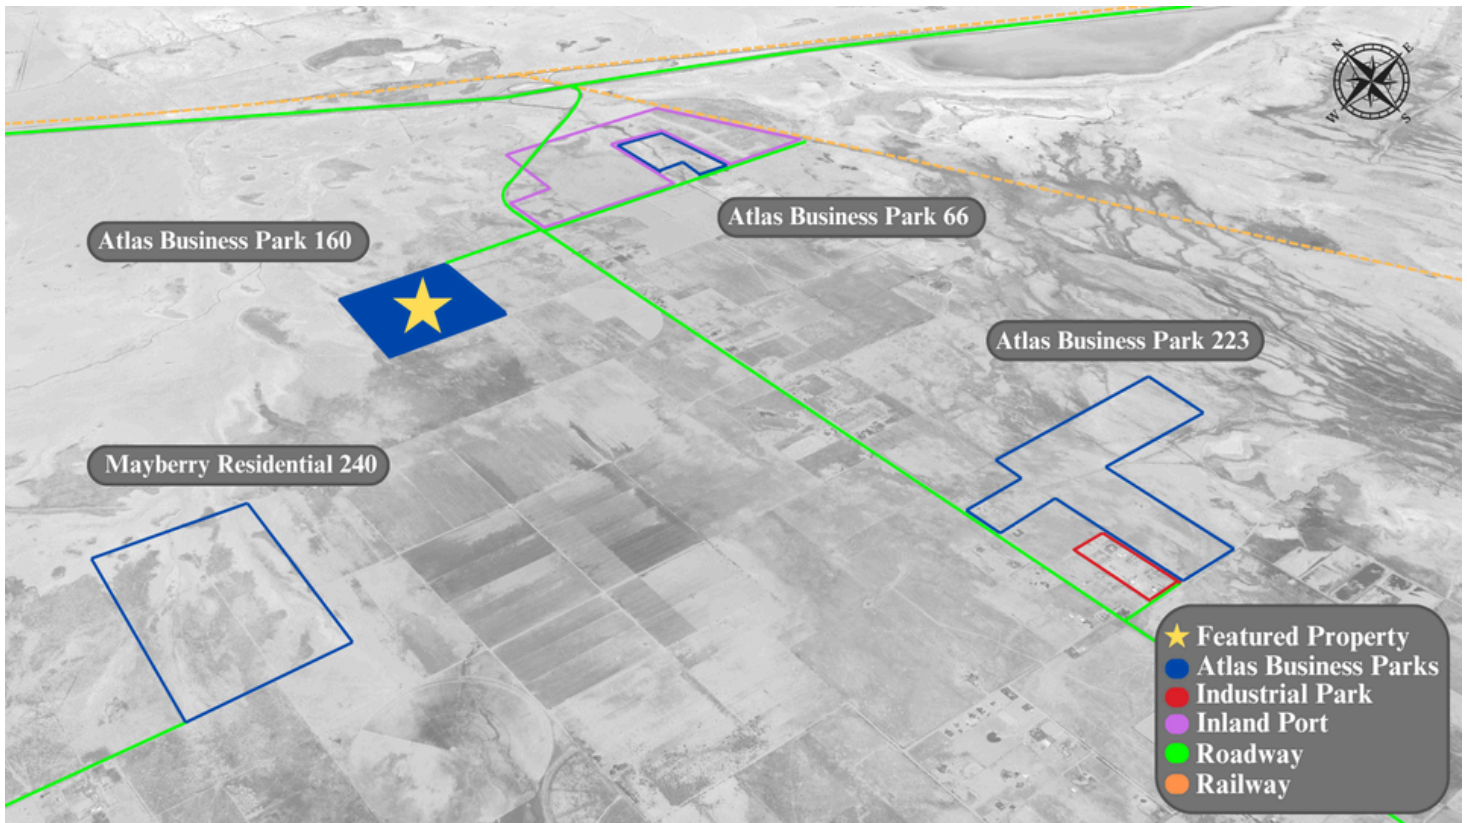 N
E
W
S
Atlas Business Park 160
Atlas Business Park 66
Atlas Business Park 223
Mayberry Residential 240
Featured Property
Atlas Business Parks
Industrial Park
Inland Port
Roadway
Railway